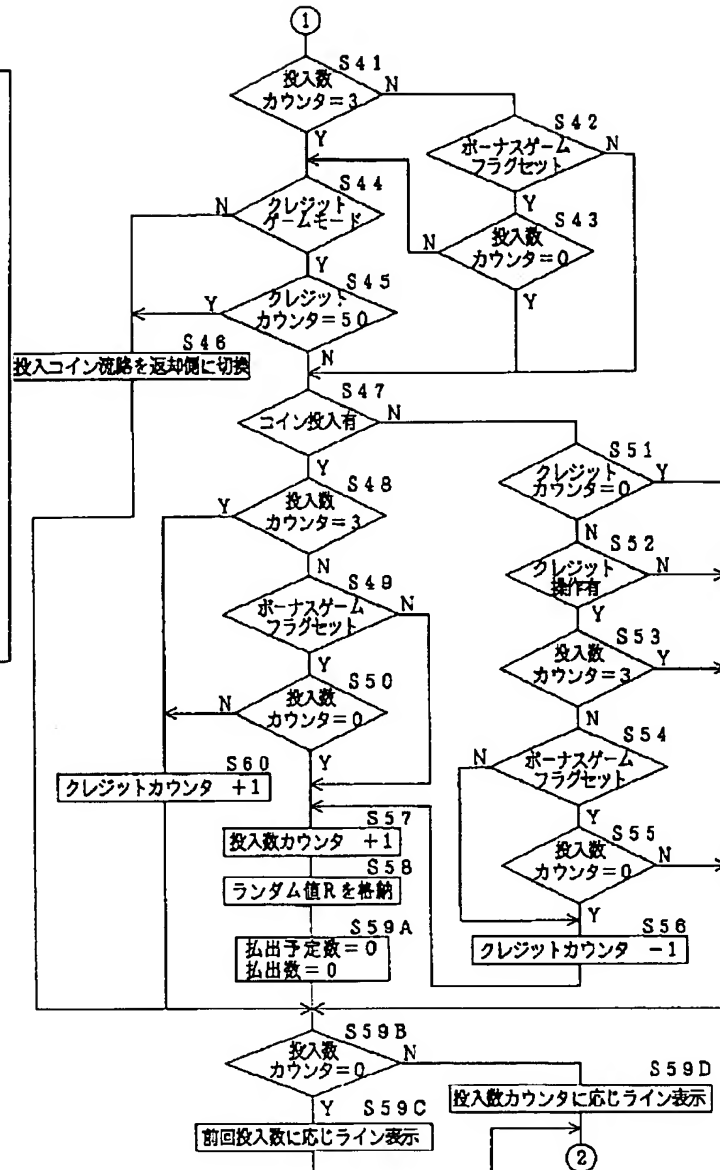 1
S41
投入数
カウンタ=3
N
Y
S42
ボーナスゲーム
フラグセット
N
Y
S43
投入数
カウンタ=0
N
Y
S44
クレジット
ゲームモード
N
Y
S45
クレジット
カウンタ=50
Y
N
S46
投入コイン流路を返却側に切換
S47
コイン投入有
N
Y
S48
投入数
カウンタ=3
Y
N
S49
ボーナスゲーム
フラグセット
N
Y
S50
投入数
カウンタ=0
N
Y
S60
クレジットカウンタ +1
S51
クレジット
カウンタ=0
Y
N
S52
クレジット
操作有
N
Y
S53
投入数
カウンタ=3
Y
N
S54
ボーナスゲーム
フラグセット
N
Y
S55
投入数
カウンタ=0
N
Y
S56
クレジットカウンタ -1
S57
投入数カウンタ +1
S58
ランダム値Rを格納
S59A
払出予定数=0
払出数=0
S59B
投入数
カウンタ=0
N
Y
S59C
前回投入数に応じライン表示
S59D
投入数カウンタに応じライン表示
2